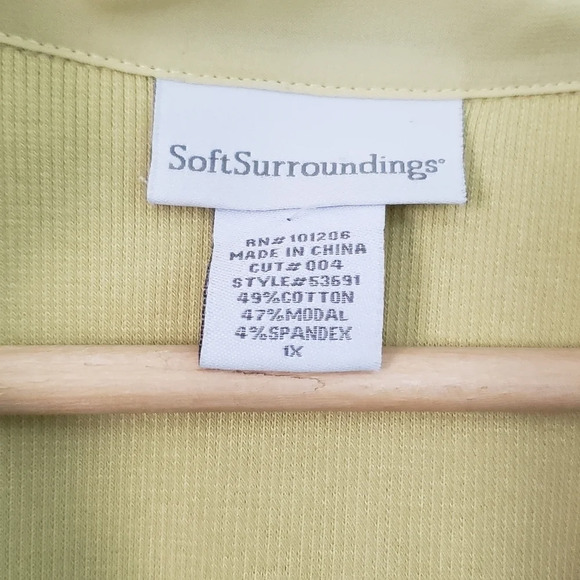 SoftSurroundings®
RN# 101206
MADE IN CHINA
CUT# 004
STYLE#53691
49%COTTON
47%MODAL
4%SPANDEX
1X